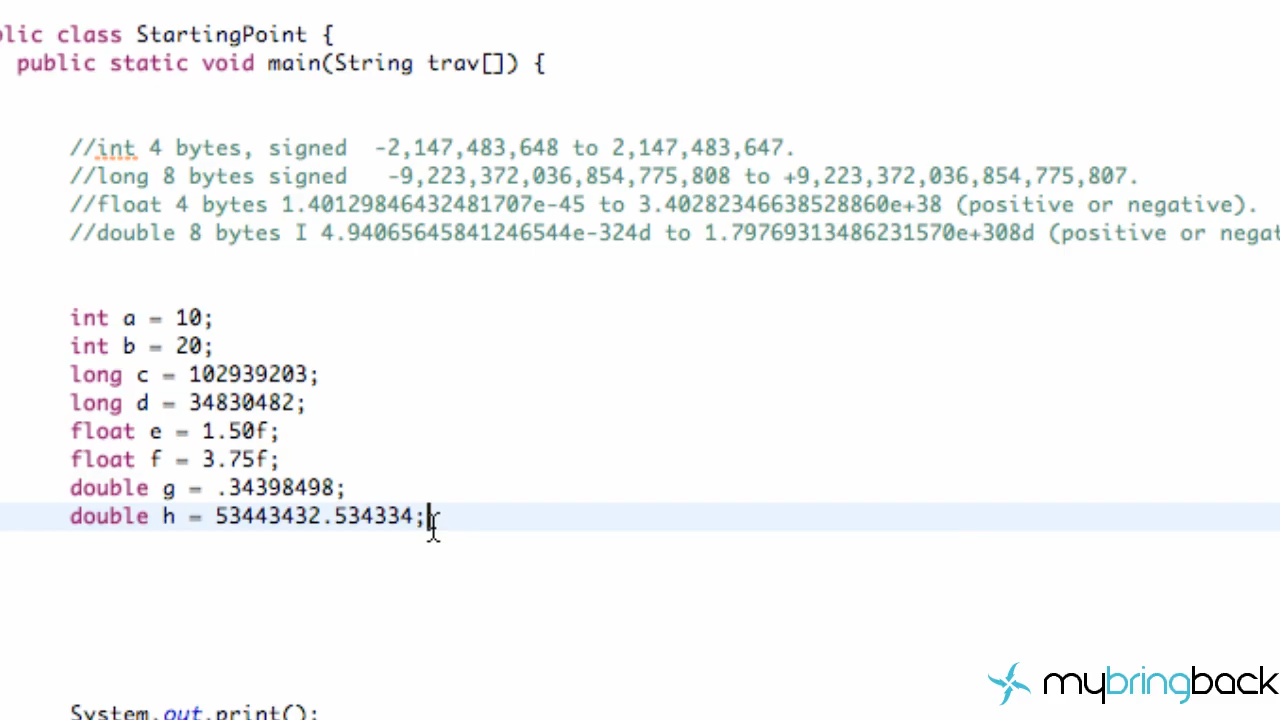 blic class StartingPoint {
public static void main(String trav[]) {
//int 4 bytes, signed  -2,147,483,648 to 2,147,483,647.
//long 8 bytes signed   -9,223,372,036,854,775,808 to +9,223,372,036,854,775,807.
//float 4 bytes 1.40129846432481707e-45 to 3.40282346638528860e+38 (positive or negative).
//double 8 bytes I 4.94065645841246544e-324d to 1.79769313486231570e+308d (positive or negat
int a = 10;
int b = 20;
long c = 102939203;
long d = 34830482;
float e = 1.50f;
float f = 3.75f;
double g = .34398498;
double h = 53443432.534334;
mybringback
System.out.print();